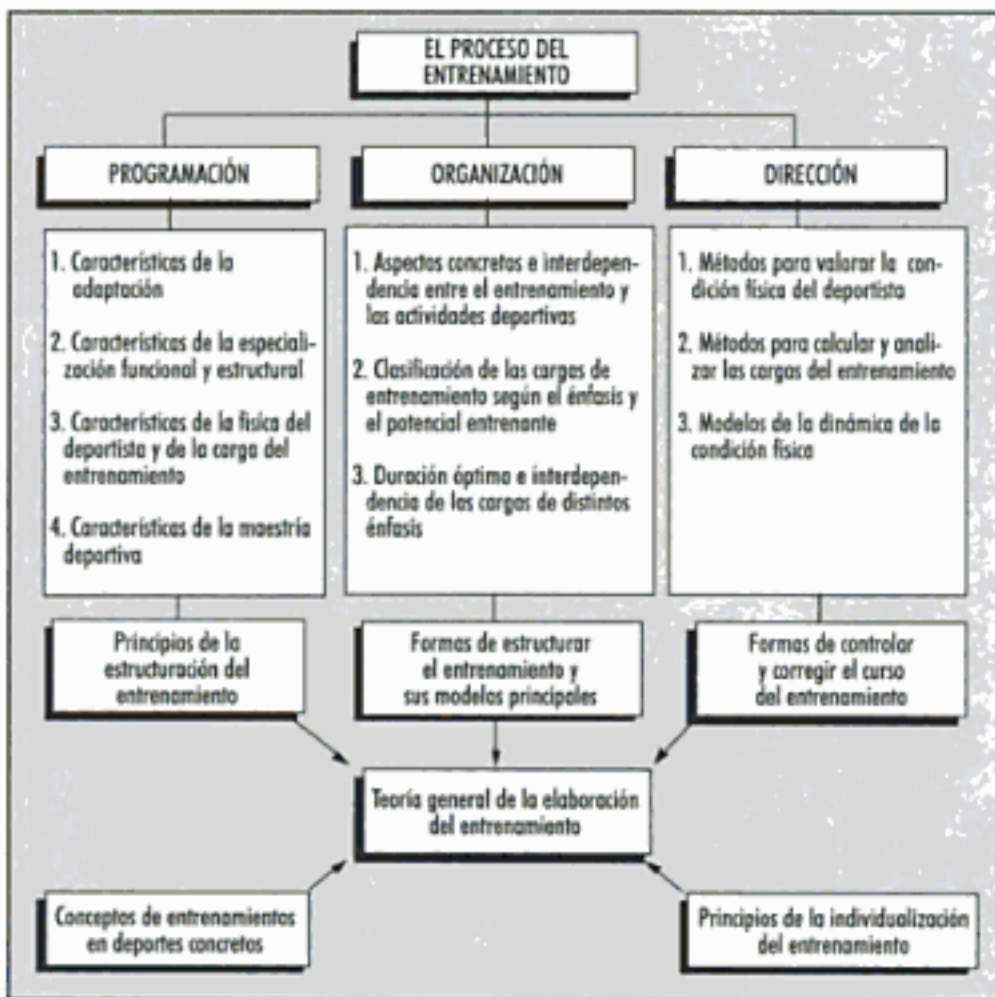 EL PROCESO DEL
ENTRENAMIENTO
PROGRAMACIÓN
ORGANIZACIÓN
DIRECCIÓN
1. Características de la
adaptación
2. Características de la especiali-
zación funcional y estructural
3. Características de la física del
deportista y de la carga del
entrenamiento
4. Características de la maestría
deportiva
1. Aspectos concretos e interdepen-
dencia entre el entrenamiento y
las actividades deportivas
2. Clasificación de las cargas de
entrenamiento según el énfasis y
el potencial entrenante
3. Duración óptima e interdepen-
dencia de las cargas de distintos
énfasis
1. Métodos para valorar la con-
dición física del deportista
2. Métodos para calcular y anali-
zar las cargas del entrenamiento
3. Modelos de la dinámica de la
condición física
Principios de la
estructuración del
entrenamiento
Formas de estructurar
el entrenamiento y
sus modelos principales
Formas de controlar
y corregir el curso
del entrenamiento
Teoría general de la elaboración
del entrenamiento
Conceptos de entrenamientos
en deportes concretos
Principios de la individualización
del entrenamiento